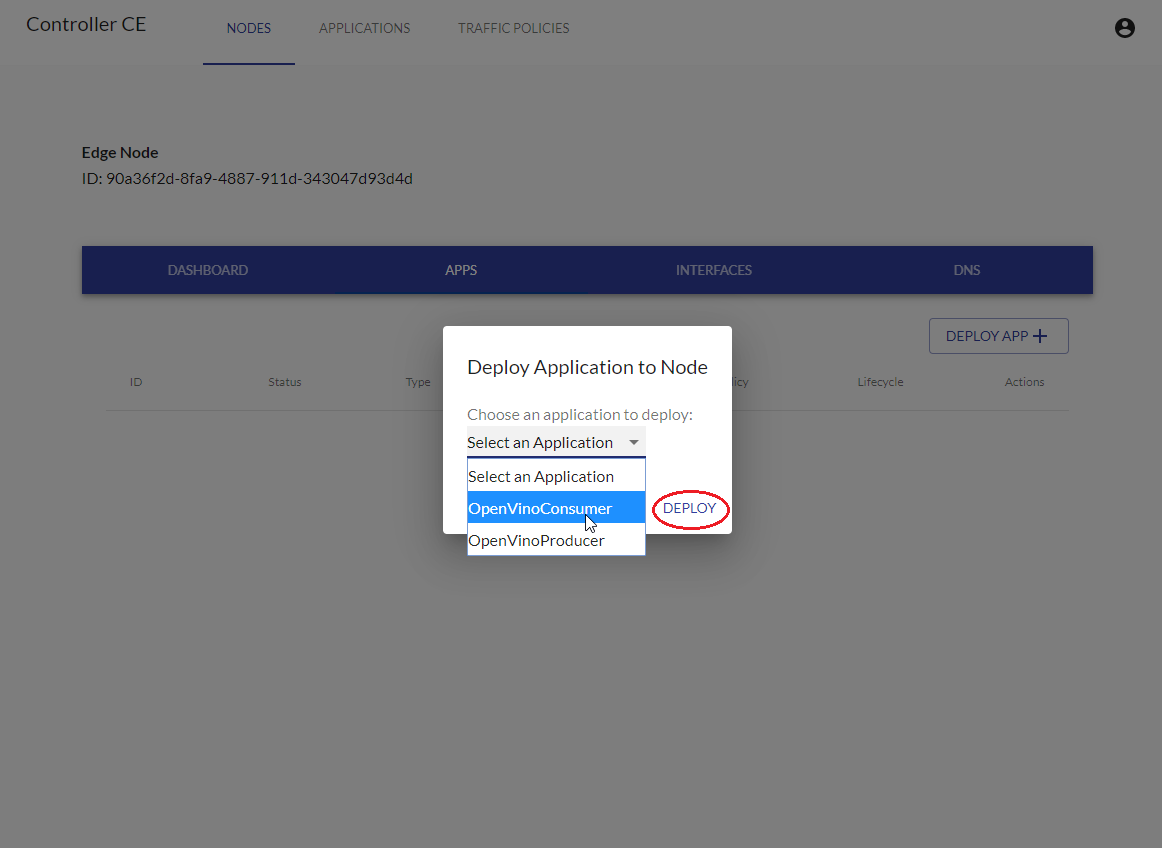 Controller CE
NODES APPLICATIONS TRAFFIC POLICIES
Edge Node
ID: 90a36f2d-8fa9-4887-911d-343047d93d4d
DASHBOARD APPS INTERFACES DNS
DEPLOY APP
Deploy Application to Node
ID Status Type Lifecycle Actions
Choose an application to deploy:
Select an Application
Select an Application
OpenVinoConsumer
DEPLOY
OpenVinoProducer